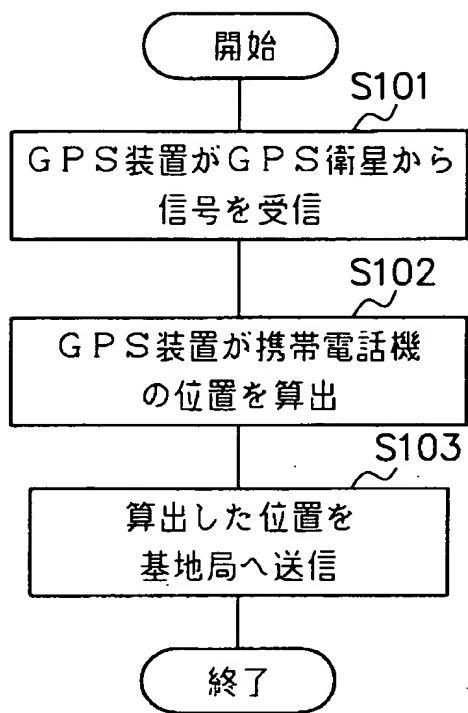 開始
S101
GPS装置がGPS衛星から
信号を受信
S102
GPS装置が携帯電話機
の位置を算出
S103
算出した位置を
基地局へ送信
終了